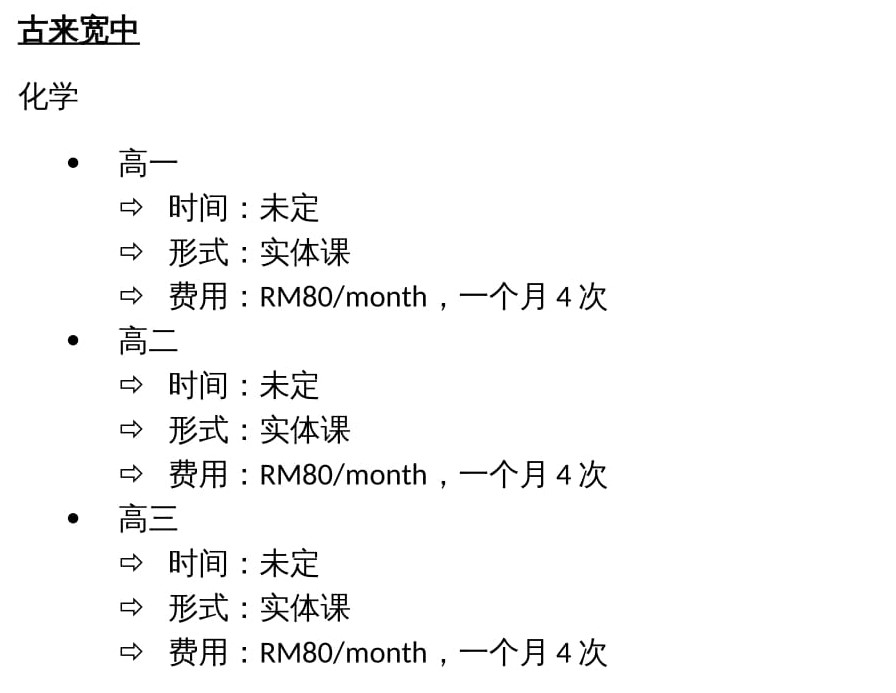 古来宽中
化学
• 高一
⇨ 时间：未定
⇨ 形式：实体课
⇨ 费用：RM80/month，一个月 4 次
• 高二
⇨ 时间：未定
⇨ 形式：实体课
⇨ 费用：RM80/month，一个月 4 次
• 高三
⇨ 时间：未定
⇨ 形式：实体课
⇨ 费用：RM80/month，一个月 4 次